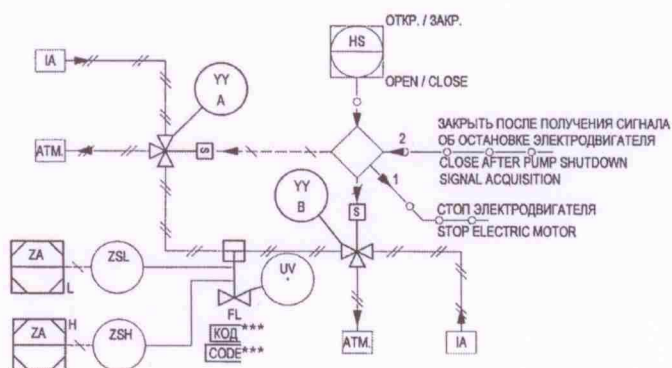 ОТКР. / ЗАКР.
HS
OPEN / CLOSE
IA
YY
A
ATM.
S
2
ЗАКРЫТЬ ПОСЛЕ ПОЛУЧЕНИЯ СИГНАЛА
ОБ ОСТАНОВКЕ ЭЛЕКТРОДВИГАТЕЛЯ
CLOSE AFTER PUMP SHUTDOWN
SIGNAL ACQUISITION
1
СТОП ЭЛЕКТРОДВИГАТЕЛЯ
STOP ELECTRIC MOTOR
YY
B
S
ZA
L
ZSL
UV
*
FL
ZA
H
ZSH
КОД***
CODE***
ATM.
IA